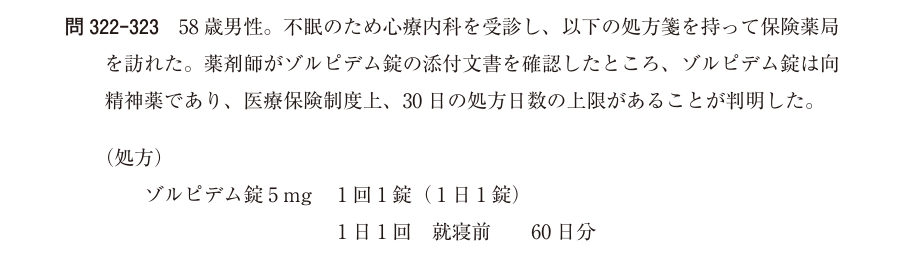 問 322-323　58 歳男性。不眠のため心療内科を受診し、以下の処方箋を持って保険薬局
を訪れた。薬剤師がゾルピデム錠の添付文書を確認したところ、ゾルピデム錠は向
精神薬であり、医療保険制度上、30 日の処方日数の上限があることが判明した。
（処方）
ゾルピデム錠 5 mg　1 回 1 錠（1 日 1 錠）
1 日 1 回　就寝前　　60 日分